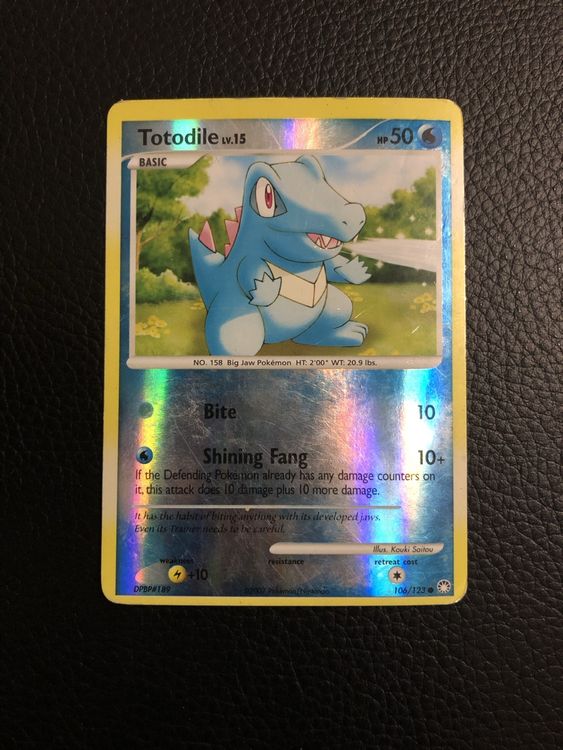 Totodile LV.15 HP 50
BASIC
NO. 158 Big Jaw Pokémon HT: 2'00" WT: 20.9 lbs.
Bite 10
Shining Fang 10+
If the Defending Pokémon already has any damage counters on
it, this attack does 10 damage plus 10 more damage.
It has the habit of biting anything with its developed jaws.
Even its Trainer needs to be careful.
Illus. Kouki Saitou
weakness resistance retreat cost
+10
DPBP#189 ©2007 Pokémon/Nintendo 106/123